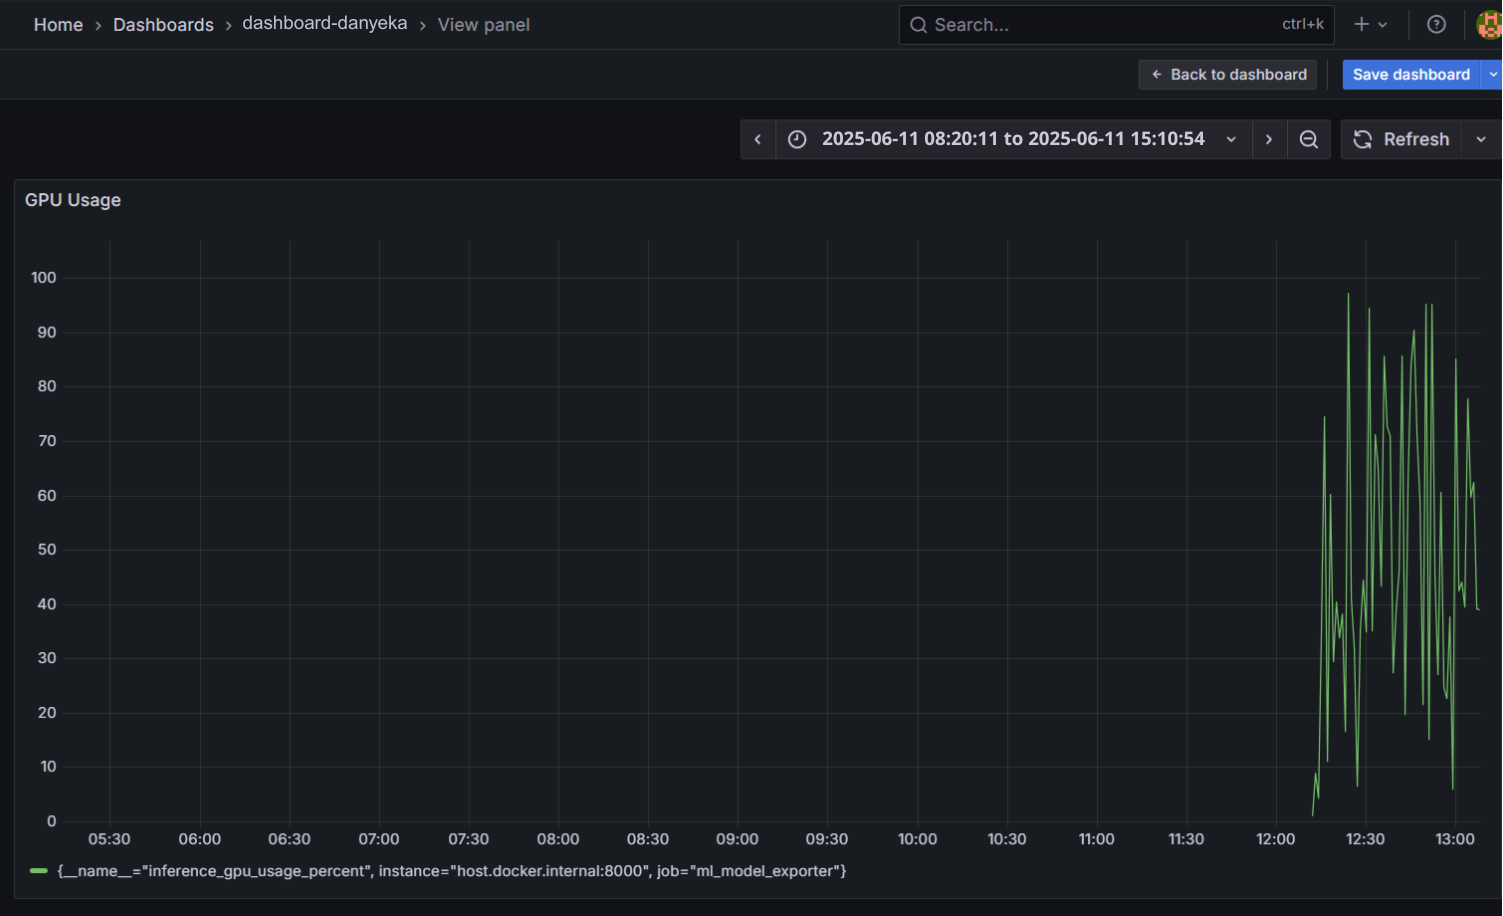 Home › Dashboards › dashboard-danyeka › View panel
Search... ctrl+k
Back to dashboard
Save dashboard
2025-06-11 08:20:11 to 2025-06-11 15:10:54
Refresh
GPU Usage
100
90
80
70
60
50
40
30
20
10
0
05:30 06:00 06:30 07:00 07:30 08:00 08:30 09:00 09:30 10:00 10:30 11:00 11:30 12:00 12:30 13:00
{__name__="inference_gpu_usage_percent", instance="host.docker.internal:8000", job="ml_model_exporter"}